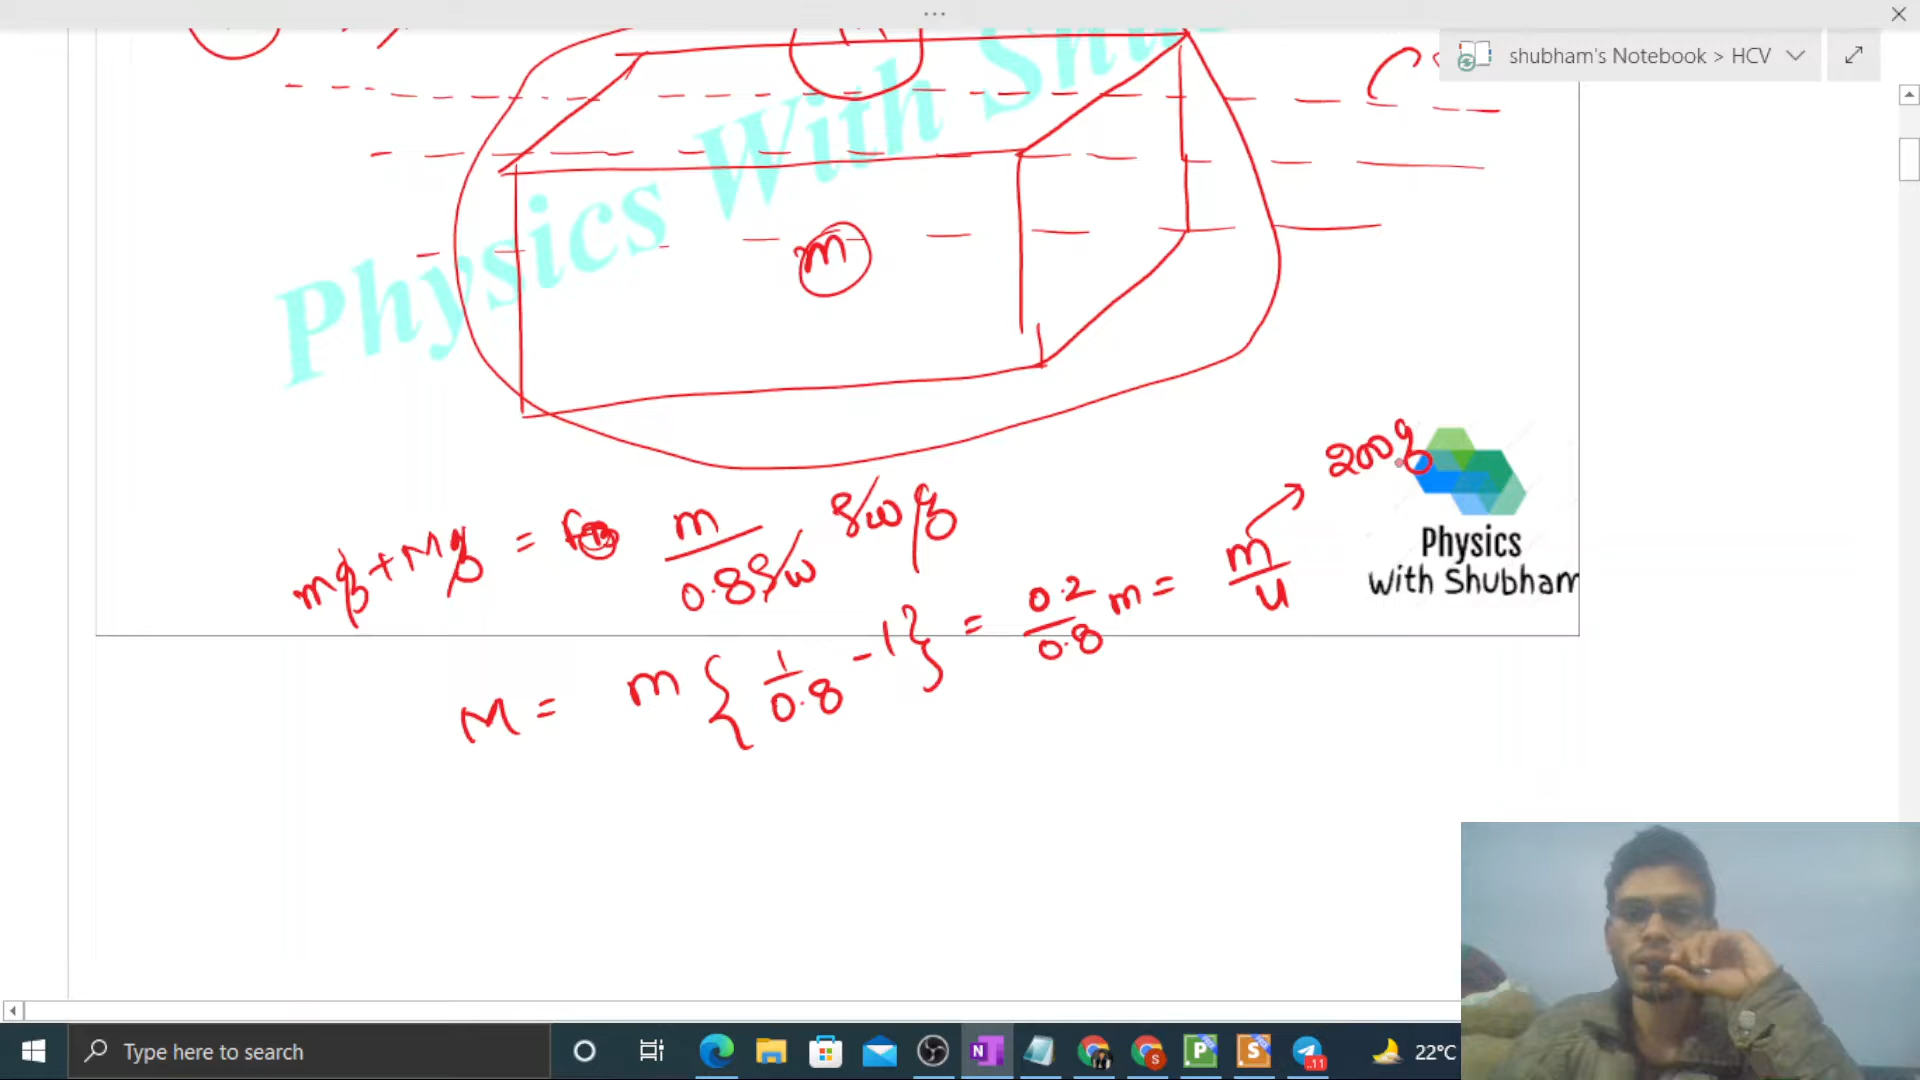 ...
shubham's Notebook > HCV
Physics With Shu
m
200g
mg + Mg = m/0.8ρw ρw g
Physics
with Shubham
M = m { 1/0.8 - 1 } = 0.2/0.8 m = m/4
Type here to search
N
S
P
S
11
22°C